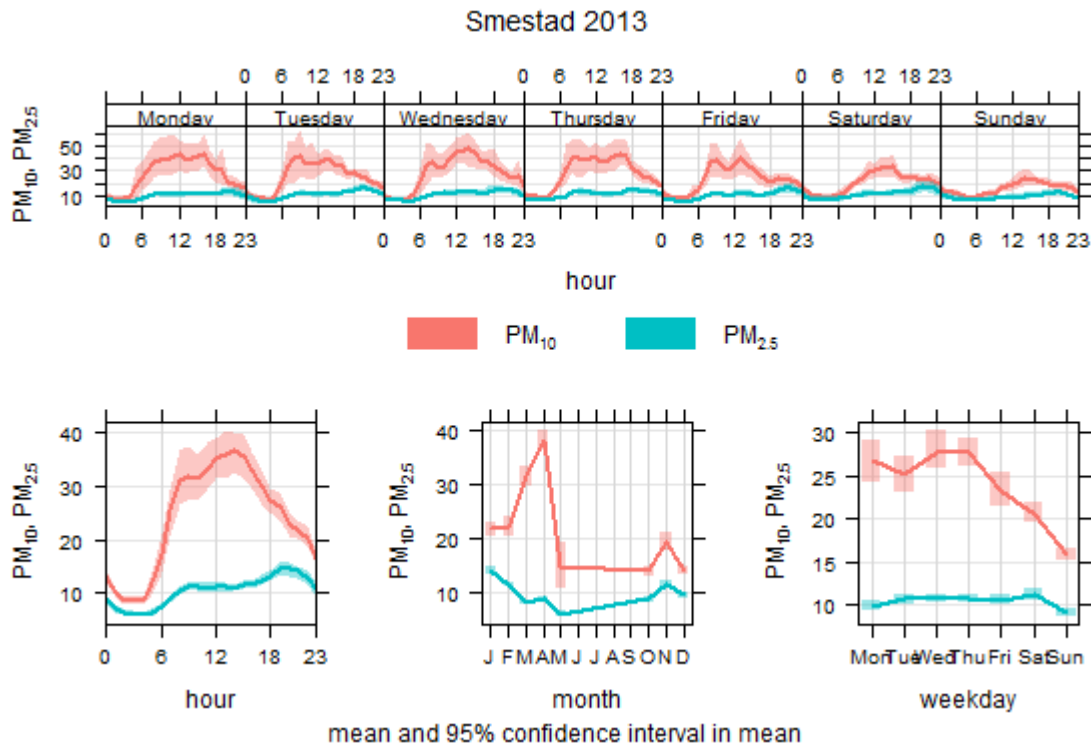 Smestad 2013
0 6 12 18 23 0 6 12 18 23 0 6 12 18 23
Monday Tuesday Wednesday Thursday Friday Saturday Sunday
PM10, PM2.5
50
30
10
0 6 12 18 23 0 6 12 18 23 0 6 12 18 23 0 6 12 18 23
hour
PM10 PM2.5
PM10, PM2.5
40
30
20
10
0 6 12 18 23
hour
PM10, PM2.5
40
30
20
10
J F M A M J J A S O N D
month
PM10, PM2.5
30
25
20
15
10
Mon Tue Wed Thu Fri Sat Sun
weekday
mean and 95% confidence interval in mean